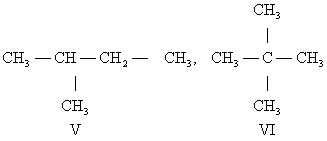 CH₃
|
CH₃—CH—CH₂— CH₃, CH₃—C—CH₃
| |
CH₃ CH₃
V VI